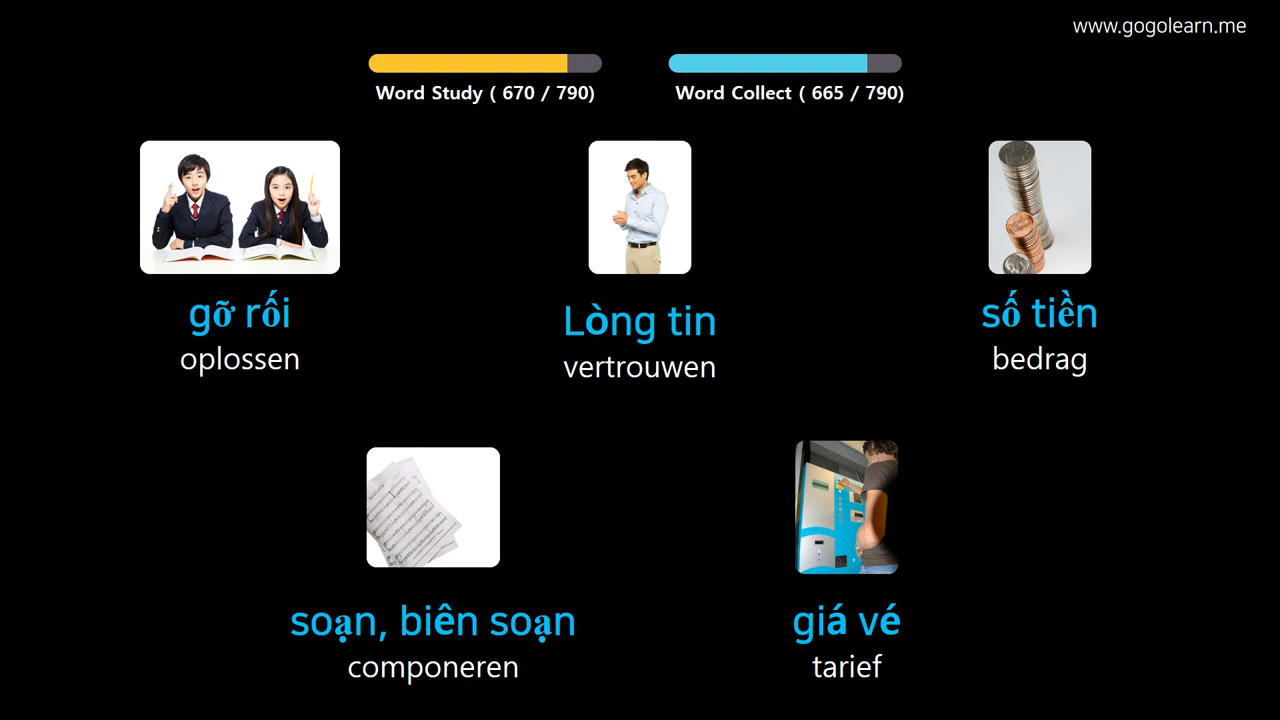 www.gogolearn.me
Word Study ( 670 / 790)
Word Collect ( 665 / 790)
gỡ rối
oplossen
Lòng tin
vertrouwen
số tiền
bedrag
soạn, biên soạn
componeren
giá vé
tarief